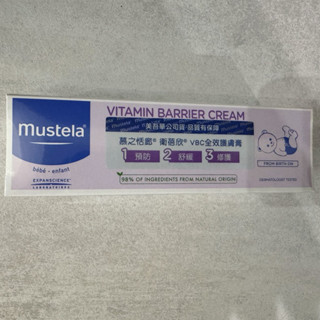 VITAMIN BARRIER CREAM
mustela®
bébé - enfant
EXPANSCIENCE®
LABORATOIRES
美吾華公司貨 品質有保障
慕之恬廊® 衛蓓欣® VBC全效護膚膏
1 預防 2 舒緩 3 修護
98% OF INGREDIENTS FROM NATURAL ORIGIN
FROM BIRTH ON